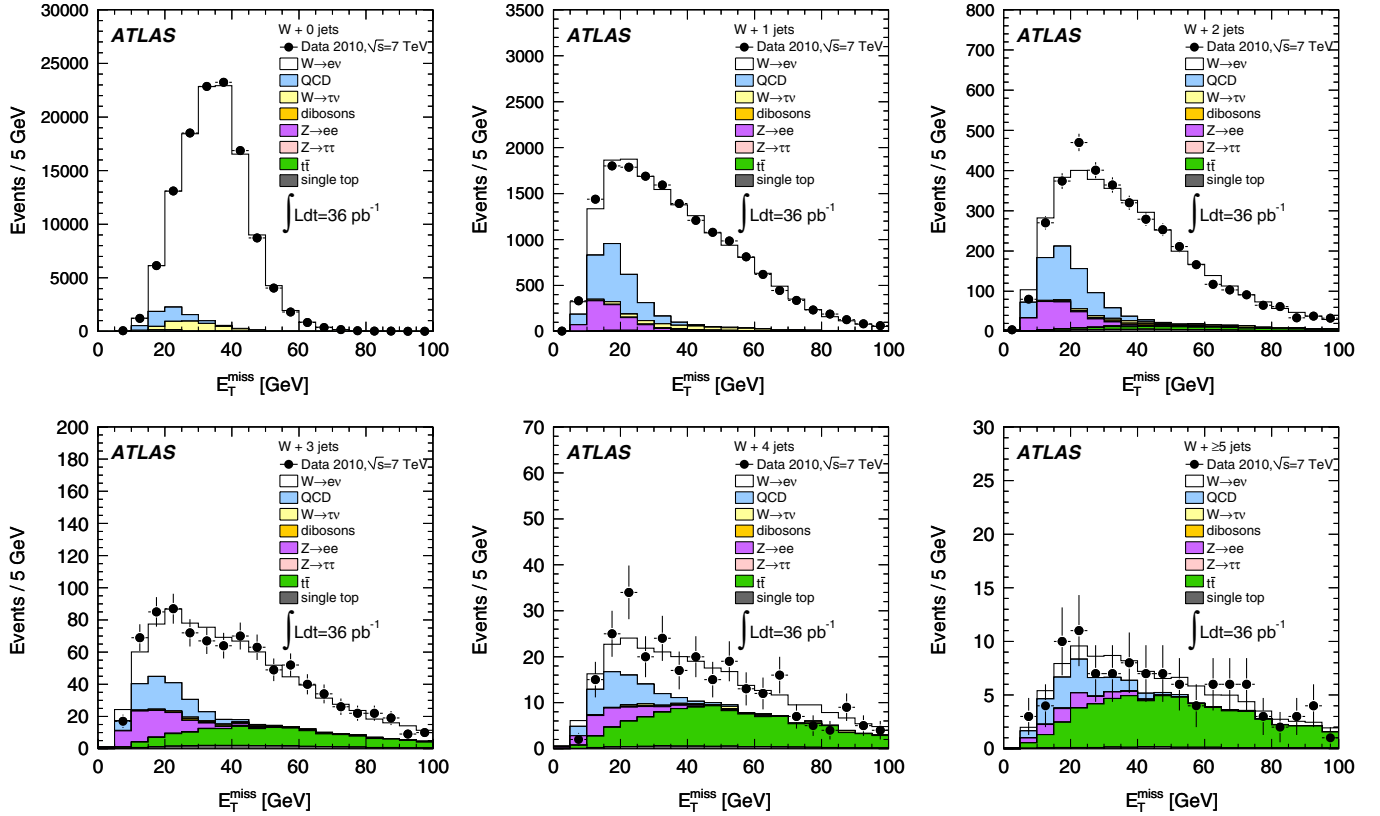 ATLAS
W + 0 jets
Data 2010,√s=7 TeV
W→eν
QCD
W→τν
dibosons
Z→ee
Z→ττ
tt̄
single top
∫Ldt=36 pb⁻¹
Events / 5 GeV
30000
25000
20000
15000
10000
5000
0
0 20 40 60 80 100
E_T^miss [GeV]
ATLAS
W + 1 jets
Data 2010,√s=7 TeV
W→eν
QCD
W→τν
dibosons
Z→ee
Z→ττ
tt̄
single top
∫Ldt=36 pb⁻¹
Events / 5 GeV
3500
3000
2500
2000
1500
1000
500
0
0 20 40 60 80 100
E_T^miss [GeV]
ATLAS
W + 2 jets
Data 2010,√s=7 TeV
W→eν
QCD
W→τν
dibosons
Z→ee
Z→ττ
tt̄
single top
∫Ldt=36 pb⁻¹
Events / 5 GeV
800
700
600
500
400
300
200
100
0
0 20 40 60 80 100
E_T^miss [GeV]
ATLAS
W + 3 jets
Data 2010,√s=7 TeV
W→eν
QCD
W→τν
dibosons
Z→ee
Z→ττ
tt̄
single top
∫Ldt=36 pb⁻¹
Events / 5 GeV
200
180
160
140
120
100
80
60
40
20
0
0 20 40 60 80 100
E_T^miss [GeV]
ATLAS
W + 4 jets
Data 2010,√s=7 TeV
W→eν
QCD
W→τν
dibosons
Z→ee
Z→ττ
tt̄
single top
∫Ldt=36 pb⁻¹
Events / 5 GeV
70
60
50
40
30
20
10
0
0 20 40 60 80 100
E_T^miss [GeV]
ATLAS
W + ≥5 jets
Data 2010,√s=7 TeV
W→eν
QCD
W→τν
dibosons
Z→ee
Z→ττ
tt̄
single top
∫Ldt=36 pb⁻¹
Events / 5 GeV
30
25
20
15
10
5
0
0 20 40 60 80 100
E_T^miss [GeV]